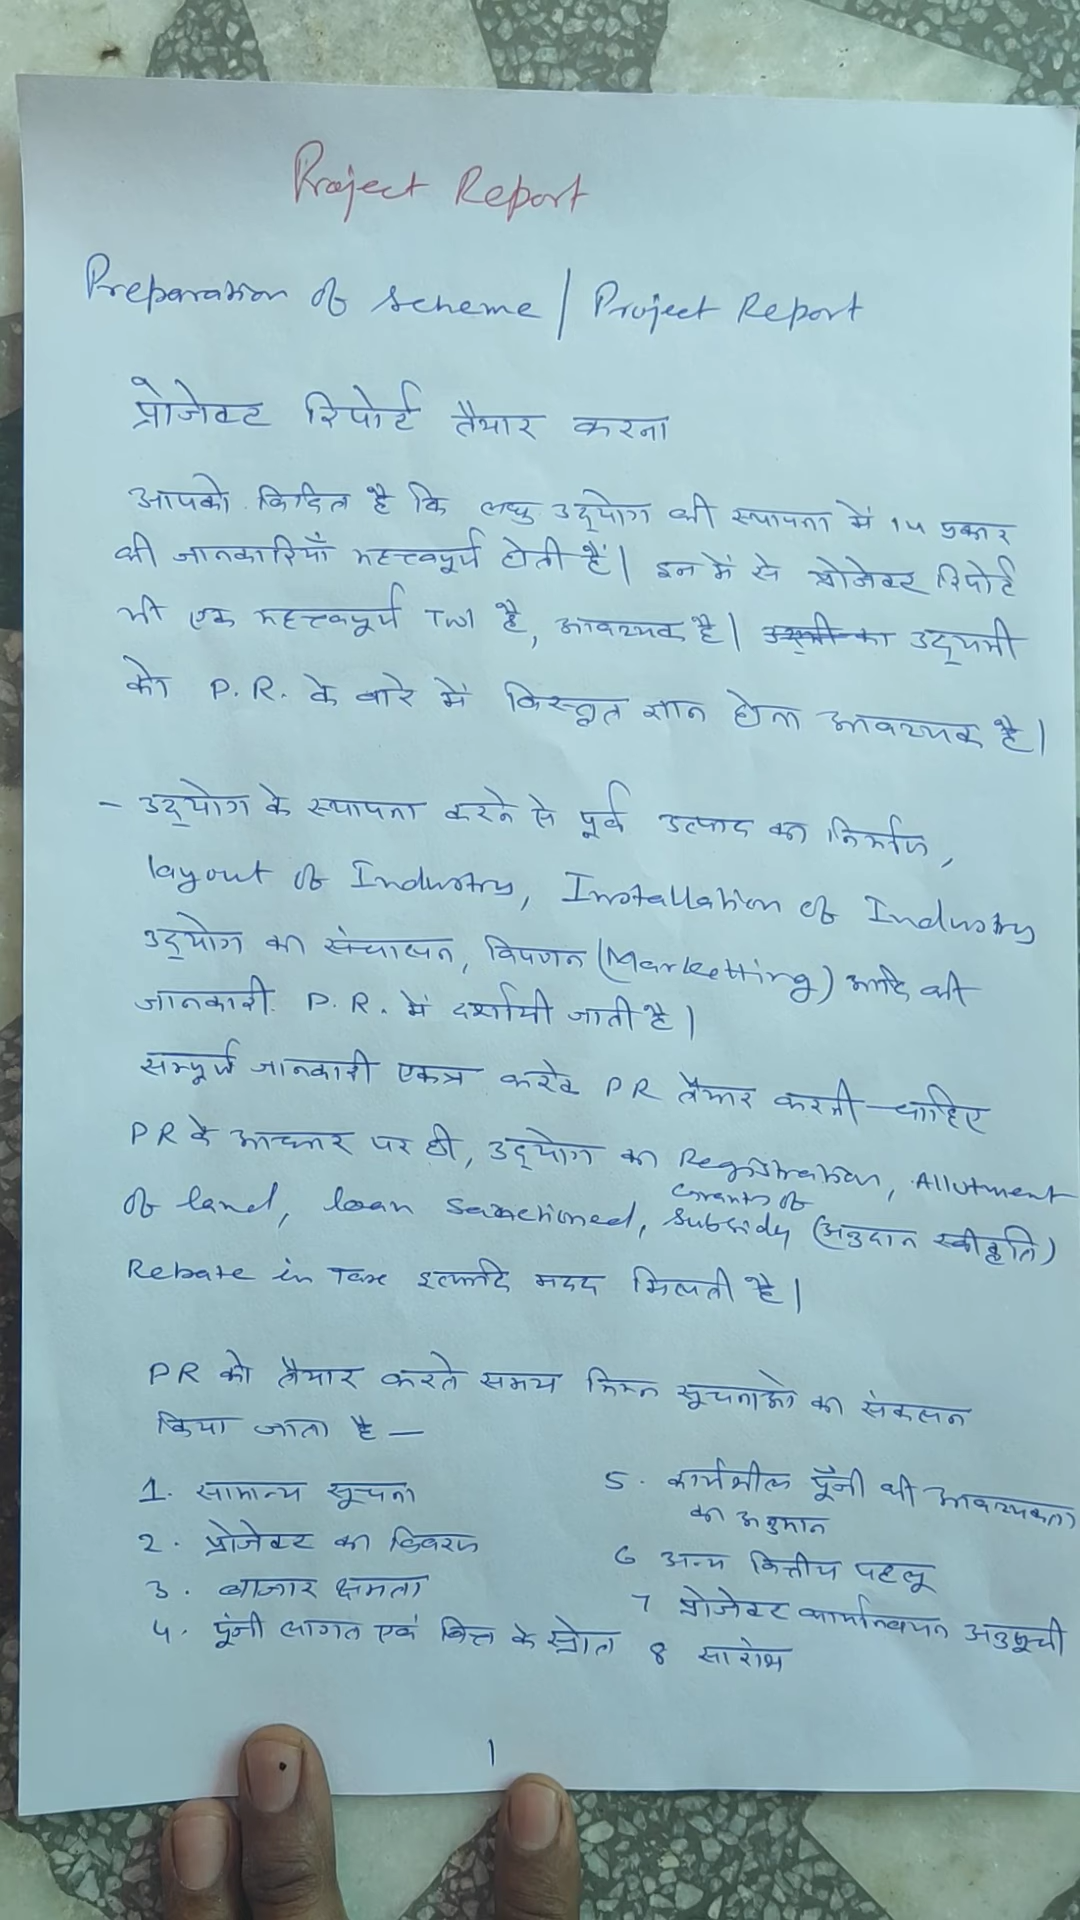 Project Report
Preparation of scheme / Project Report
प्रोजेक्ट रिपोर्ट तैयार करना
आपको विदित है कि लघु उद्योग की स्थापना में 14 प्रकार
की जानकारियाँ महत्त्वपूर्ण होती हैं। इन में से प्रोजेक्ट रिपोर्ट
भी एक महत्त्वपूर्ण Tool है, आवश्यक है। उद्यमी
को P.R. के बारे में विस्तृत ज्ञान होना आवश्यक है।
- उद्योग के स्थापना करने से पूर्व उत्पाद का निर्माण,
layout of Industry, Installation of Industry
उद्योग का संचालन, विपणन (Marketting) आदि की
जानकारी P.R. में दर्शायी जाती है।
सम्पूर्ण जानकारी एकत्र करके PR तैयार करनी चाहिए
PR के आधार पर ही, उद्योग का Registration, Allotment
of land, loan sanctioned, Grants of subsidy (अनुदान स्वीकृति)
Rebate in Tax इत्यादि मदद मिलती है।
PR को तैयार करते समय निम्न सूचनाओं का संकलन
किया जाता है —
1. सामान्य सूचना
2. प्रोजेक्ट का विवरण
3. बाजार क्षमता
4. पूंजी लागत एवं वित्त के स्रोत
5. कार्यशील पूँजी की आवश्यकता
का अनुमान
6 अन्य वित्तीय पहलू
7 प्रोजेक्ट कार्यान्वयन अनुसूची
8 सारांश
1